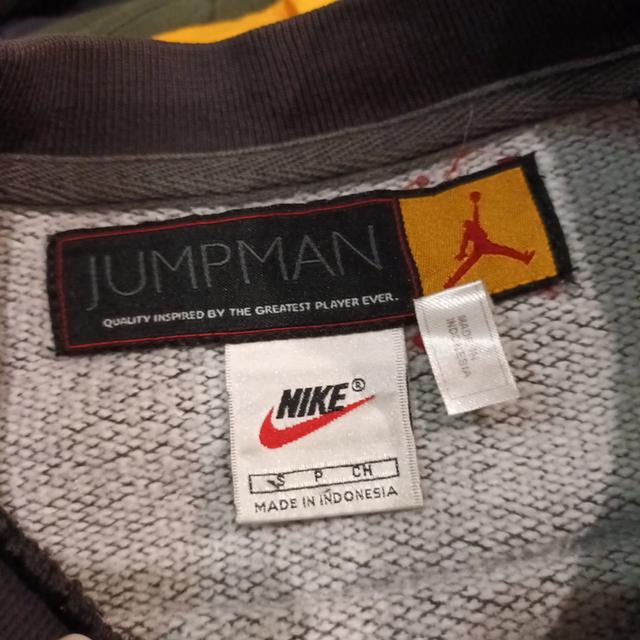 JUMPMAN
QUALITY INSPIRED BY THE GREATEST PLAYER EVER.
NIKE®
S P CH
MADE IN INDONESIA
MADE IN
INDONESIA